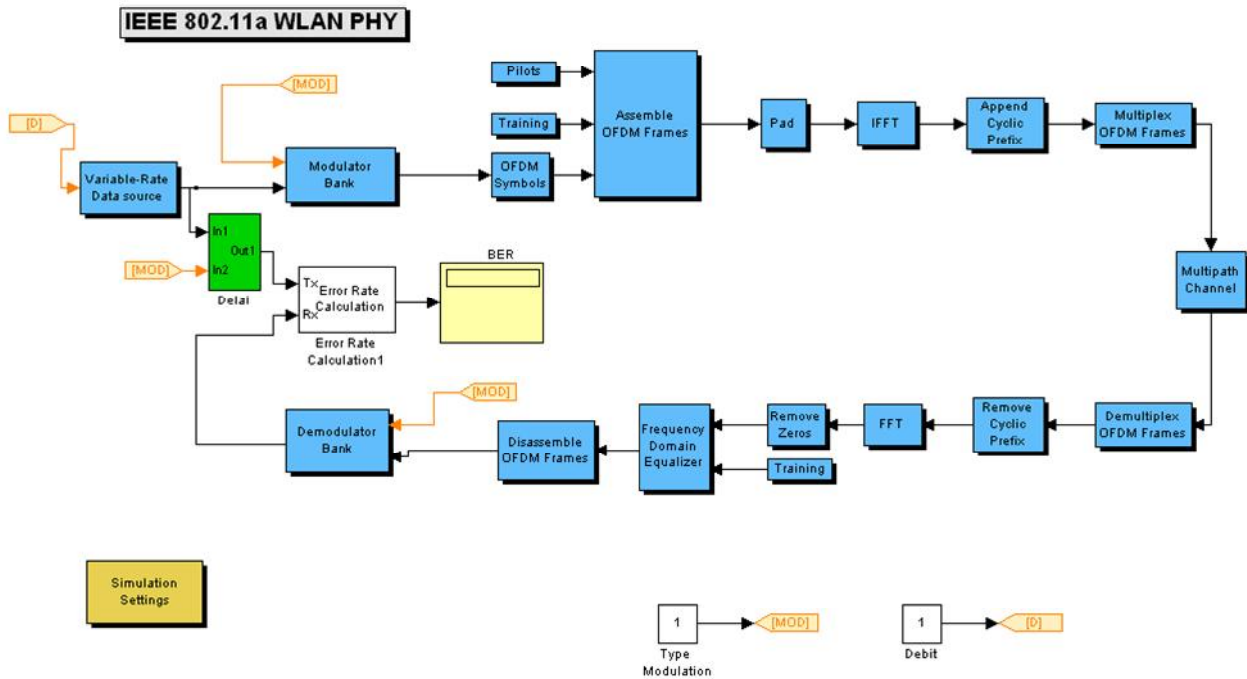 IEEE 802.11a WLAN PHY
[MOD]
[D]
Pilots
Training
OFDM
Symbols
Assemble
OFDM Frames
Pad
IFFT
Append
Cyclic
Prefix
Multiplex
OFDM Frames
Variable-Rate
Data source
Modulator
Bank
In1
Out1
In2
Delai
[MOD]
Tx
Error Rate
Calculation
Rx
Error Rate
Calculation1
BER
Multipath
Channel
[MOD]
Demodulator
Bank
Disassemble
OFDM Frames
Frequency
Domain
Equalizer
Remove
Zeros
Training
FFT
Remove
Cyclic
Prefix
Demultiplex
OFDM Frames
Simulation
Settings
1
Type
Modulation
[MOD]
1
Debit
[D]